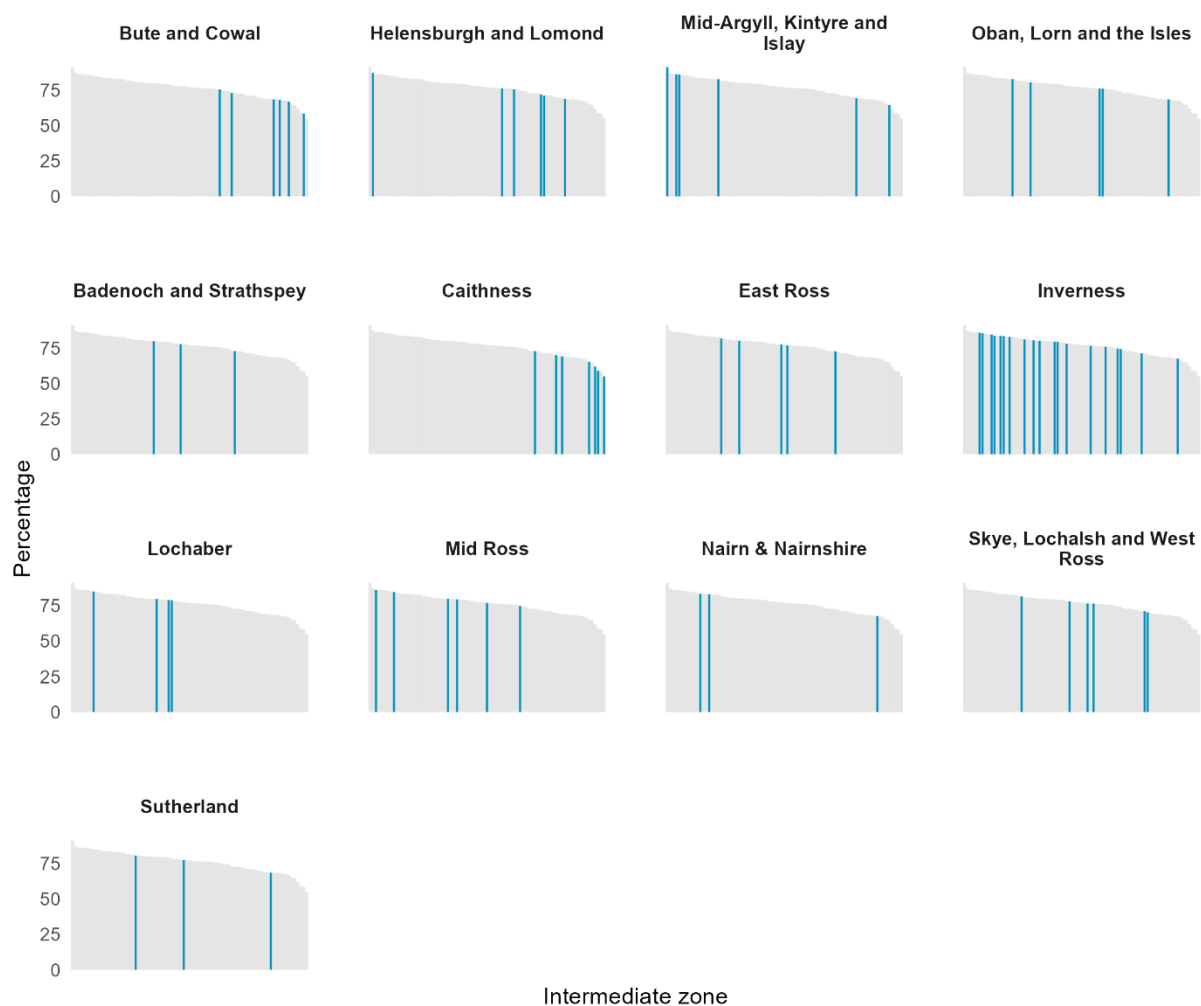 Bute and Cowal
Helensburgh and Lomond
Mid-Argyll, Kintyre and
Islay
Oban, Lorn and the Isles
75
50
25
0
Badenoch and Strathspey
Caithness
East Ross
Inverness
75
50
25
0
Percentage
Lochaber
Mid Ross
Nairn & Nairnshire
Skye, Lochalsh and West
Ross
75
50
25
0
Sutherland
75
50
25
0
Intermediate zone